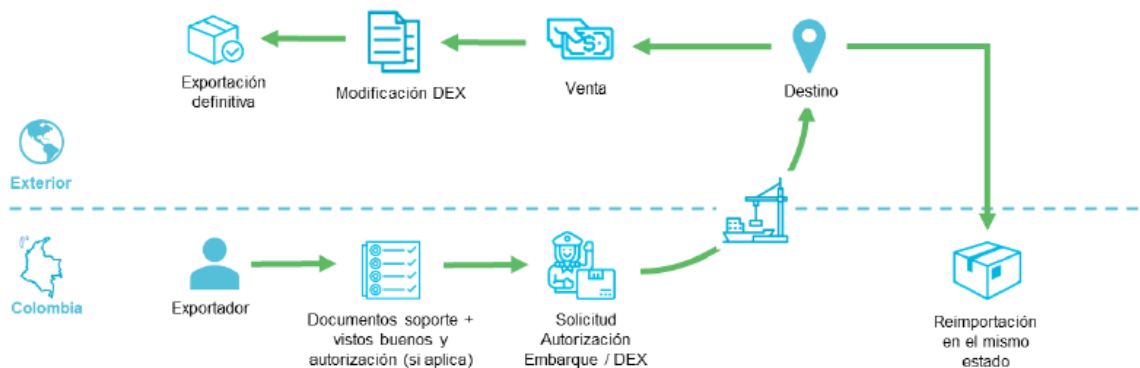 Exportación
definitiva
Modificación DEX
Venta
Destino
Exterior
Colombia
Exportador
Documentos soporte +
vistos buenos y
autorización (si aplica)
Solicitud
Autorización
Embarque / DEX
Reimportación
en el mismo
estado